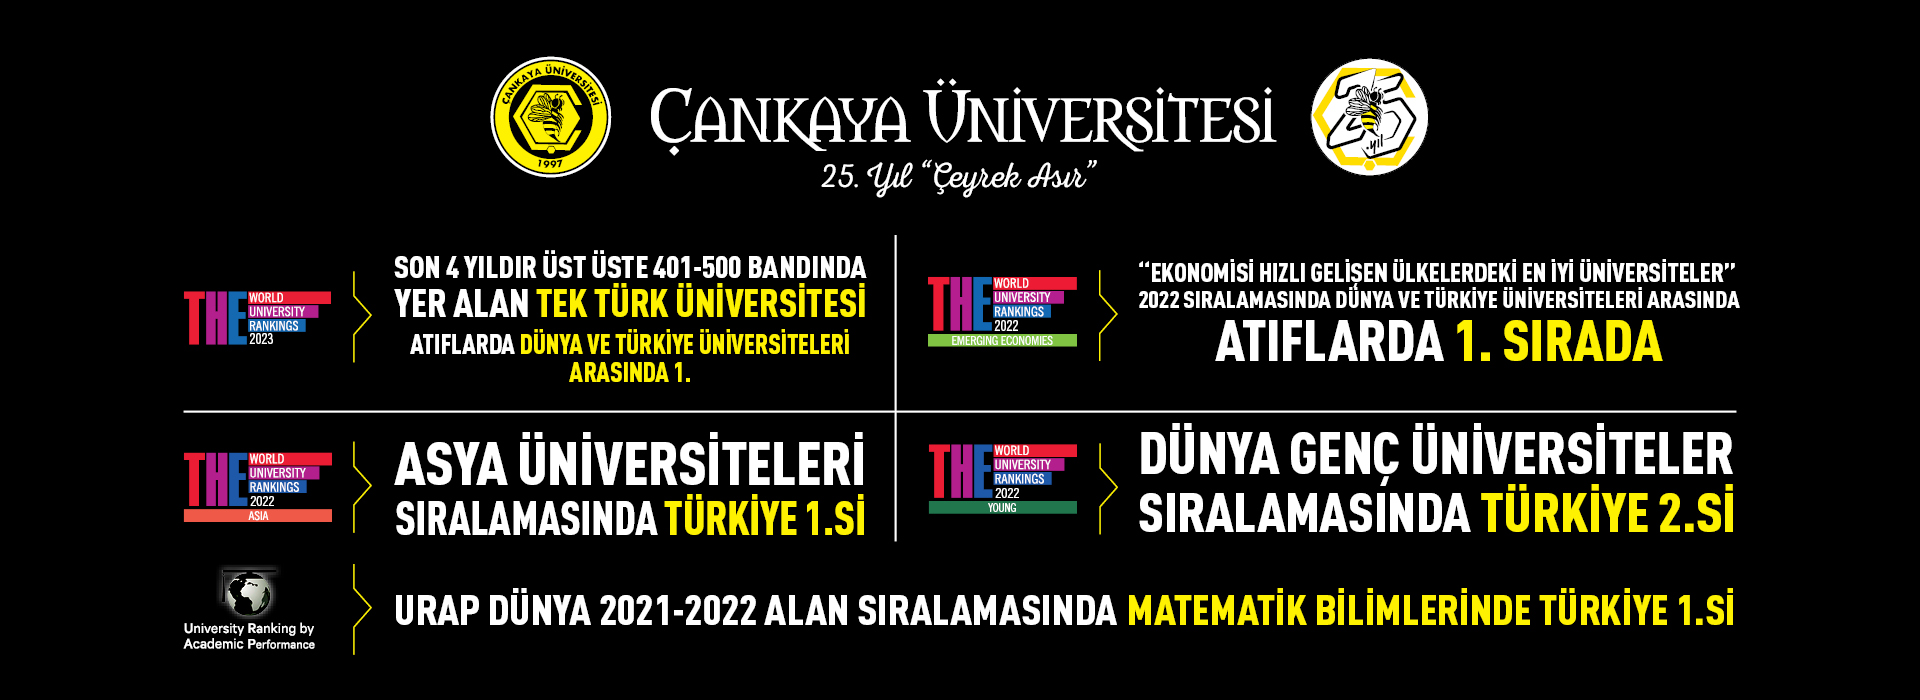 ÇANKAYA ÜNİVERSİTESİ
1997
ÇANKAYA ÜNİVERSİTESİ
25. Yıl “Çeyrek Asır”
25
.yıl
THE WORLD
UNIVERSITY
RANKINGS
2023
SON 4 YILDIR ÜST ÜSTE 401-500 BANDINDA
YER ALAN TEK TÜRK ÜNİVERSİTESİ
ATIFLARDA DÜNYA VE TÜRKİYE ÜNİVERSİTELERİ
ARASINDA 1.
THE WORLD
UNIVERSITY
RANKINGS
2022
EMERGING ECONOMIES
“EKONOMİSİ HIZLI GELİŞEN ÜLKELERDEKİ EN İYİ ÜNİVERSİTELER”
2022 SIRALAMASINDA DÜNYA VE TÜRKİYE ÜNİVERSİTELERİ ARASINDA
ATIFLARDA 1. SIRADA
THE WORLD
UNIVERSITY
RANKINGS
2022
ASIA
ASYA ÜNİVERSİTELERİ
SIRALAMASINDA TÜRKİYE 1.Sİ
THE WORLD
UNIVERSITY
RANKINGS
2022
YOUNG
DÜNYA GENÇ ÜNİVERSİTELER
SIRALAMASINDA TÜRKİYE 2.Sİ
University Ranking by
Academic Performance
URAP DÜNYA 2021-2022 ALAN SIRALAMASINDA MATEMATİK BİLİMLERİNDE TÜRKİYE 1.Sİ